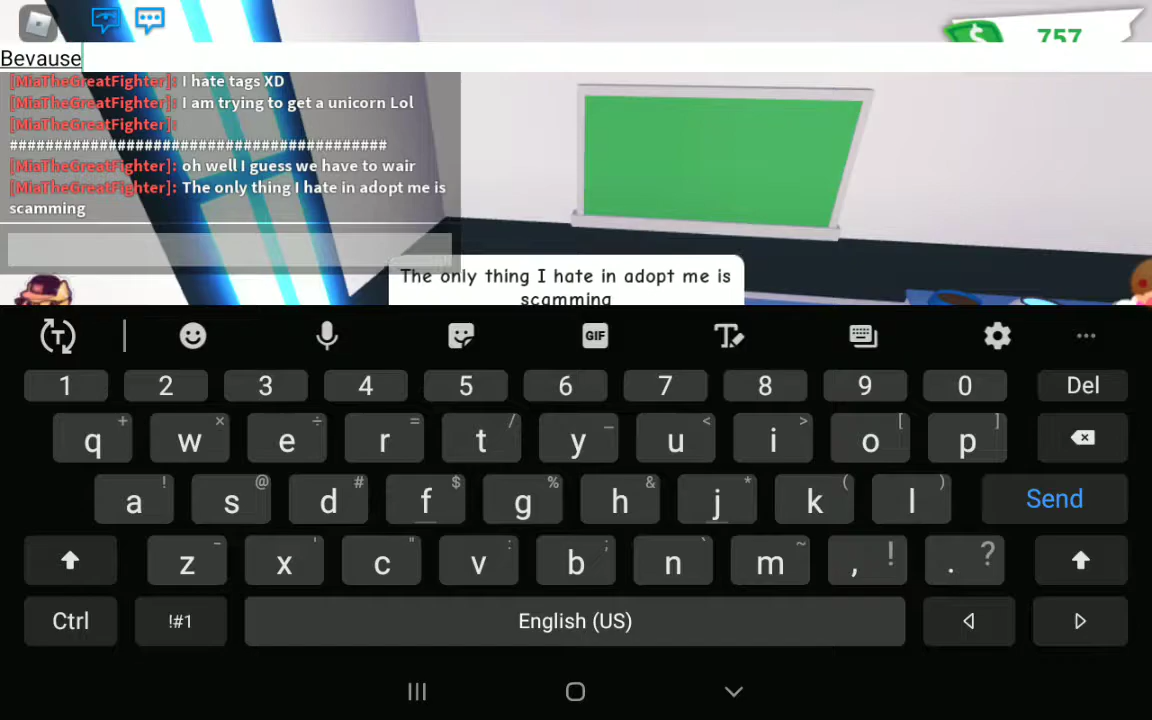 757
Bevause
[MiaTheGreatFighter]: I hate tags XD
[MiaTheGreatFighter]: I am trying to get a unicorn Lol
[MiaTheGreatFighter]:
########################################
[MiaTheGreatFighter]: oh well I guess we have to wair
[MiaTheGreatFighter]: The only thing I hate in adopt me is
scamming
The only thing I hate in adopt me is
scamming
T GIF T ...
1 2 3 4 5 6 7 8 9 0 Del
q + w × e ÷ r = t / y _ u < i > o [ p ]
a ! s @ d # f $ g % h & j * k ( l ) Send
z - x ' c " v : b ; n ` m ~ , ! . ?
Ctrl !#1 English (US)